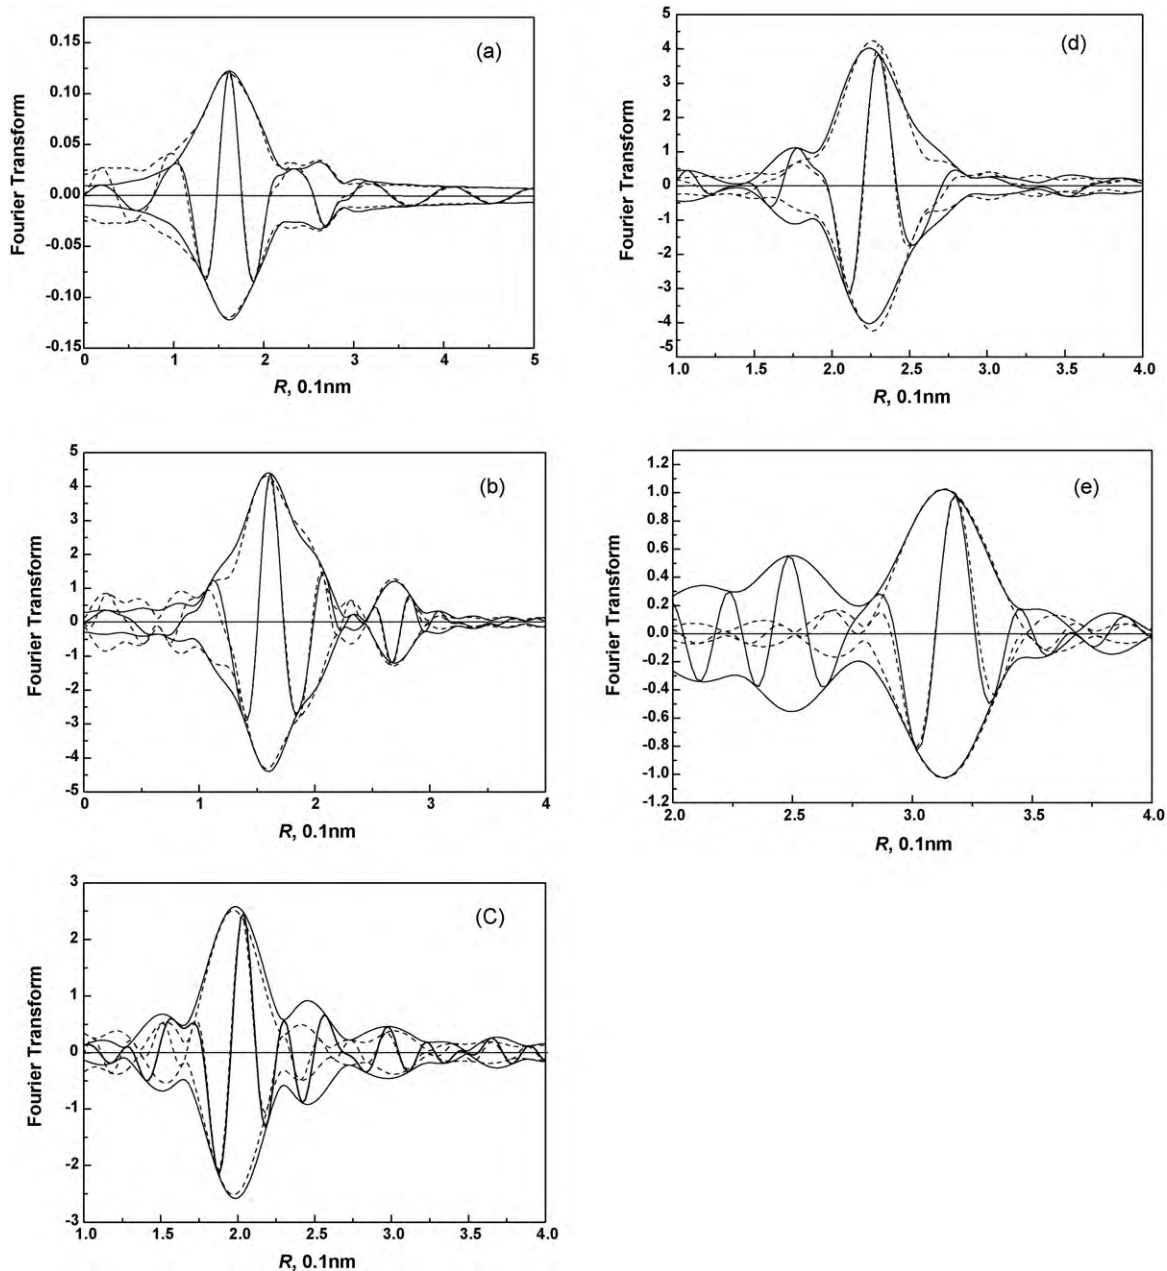 (a)
Fourier Transform
0.15
0.10
0.05
0.00
-0.05
-0.10
-0.15
0 1 2 3 4 5
R, 0.1nm
(d)
Fourier Transform
5
4
3
2
1
0
-1
-2
-3
-4
-5
1.0 1.5 2.0 2.5 3.0 3.5 4.0
R, 0.1nm
(b)
Fourier Transform
5
4
3
2
1
0
-1
-2
-3
-4
-5
0 1 2 3 4
R, 0.1nm
(e)
Fourier Transform
1.2
1.0
0.8
0.6
0.4
0.2
0.0
-0.2
-0.4
-0.6
-0.8
-1.0
-1.2
2.0 2.5 3.0 3.5 4.0
R, 0.1nm
(C)
Fourier Transform
3
2
1
0
-1
-2
-3
1.0 1.5 2.0 2.5 3.0 3.5 4.0
R, 0.1nm